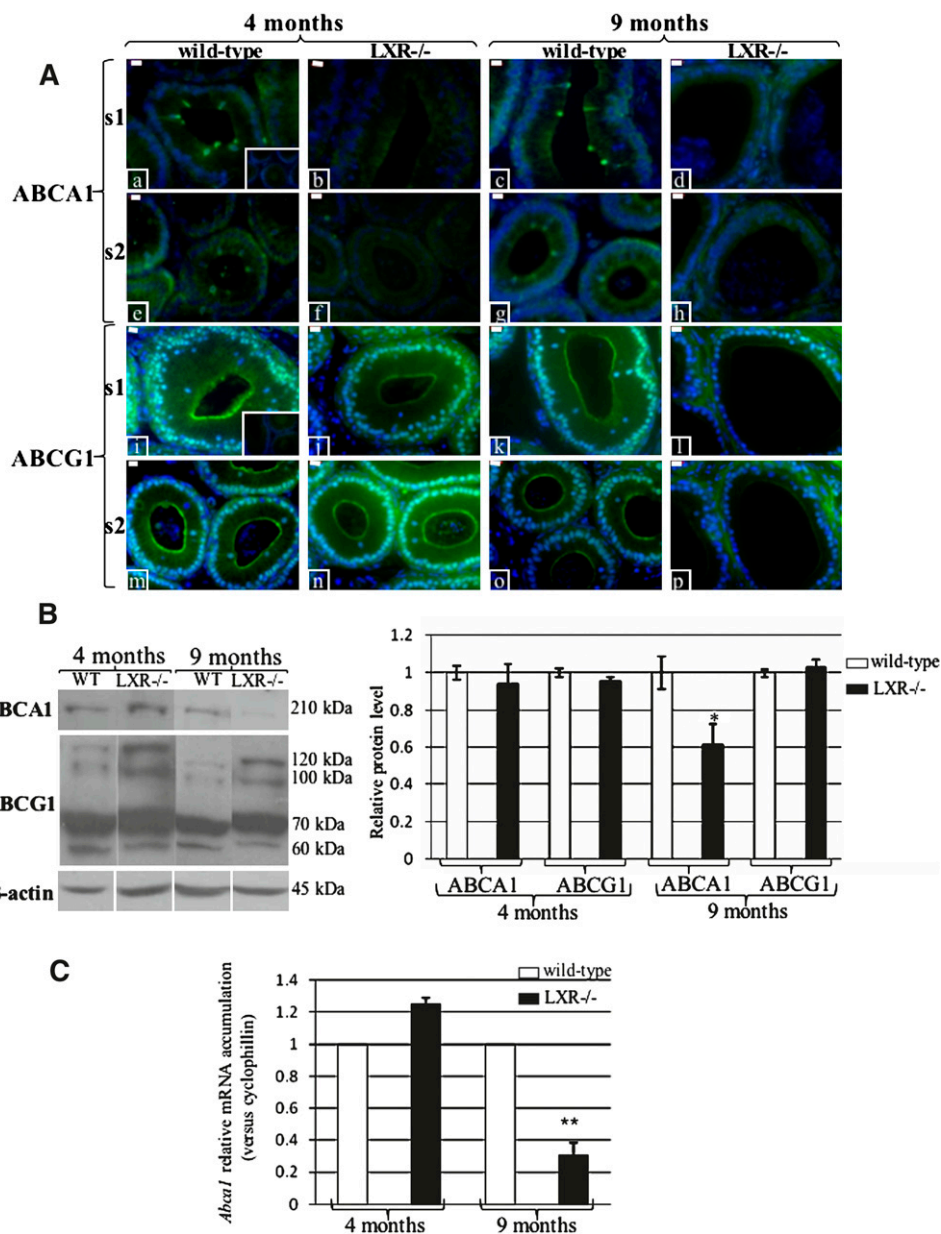 4 months 9 months
wild-type LXR-/- wild-type LXR-/-
A
ABCA1
s1
a b c d
s2
e f g h
ABCG1
s1
i j k l
s2
m n o p
B
4 months 9 months
WT LXR-/- WT LXR-/-
BCA1 210 kDa
BCG1 120 kDa
100 kDa
70 kDa
60 kDa
-actin 45 kDa
Relative protein level
1.2
1
0.8
0.6
0.4
0.2
0
*
wild-type
LXR-/-
ABCA1 ABCG1 ABCA1 ABCG1
4 months 9 months
C
Abca1 relative mRNA accumulation
(versus cyclophillin)
1.4
1.2
1
0.8
0.6
0.4
0.2
0
wild-type
LXR-/-
**
4 months 9 months